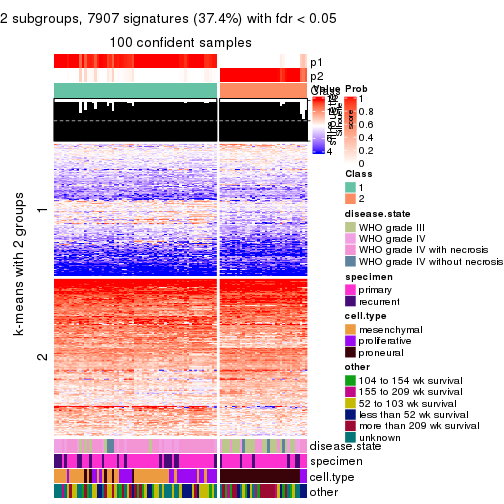 2 subgroups, 7907 signatures (37.4%) with fdr < 0.05
100 confident samples
p1
p2
Class
Value
Prob
1
0.8
0.6
0.4
0.2
0
4
Silhouette
score
Class
1
2
disease.state
WHO grade III
WHO grade IV
WHO grade IV with necrosis
WHO grade IV without necrosis
specimen
primary
recurrent
cell.type
mesenchymal
proliferative
proneural
other
104 to 154 wk survival
155 to 209 wk survival
52 to 103 wk survival
less than 52 wk survival
more than 209 wk survival
unknown
k-means with 2 groups
1
2
disease.state
specimen
cell.type
other